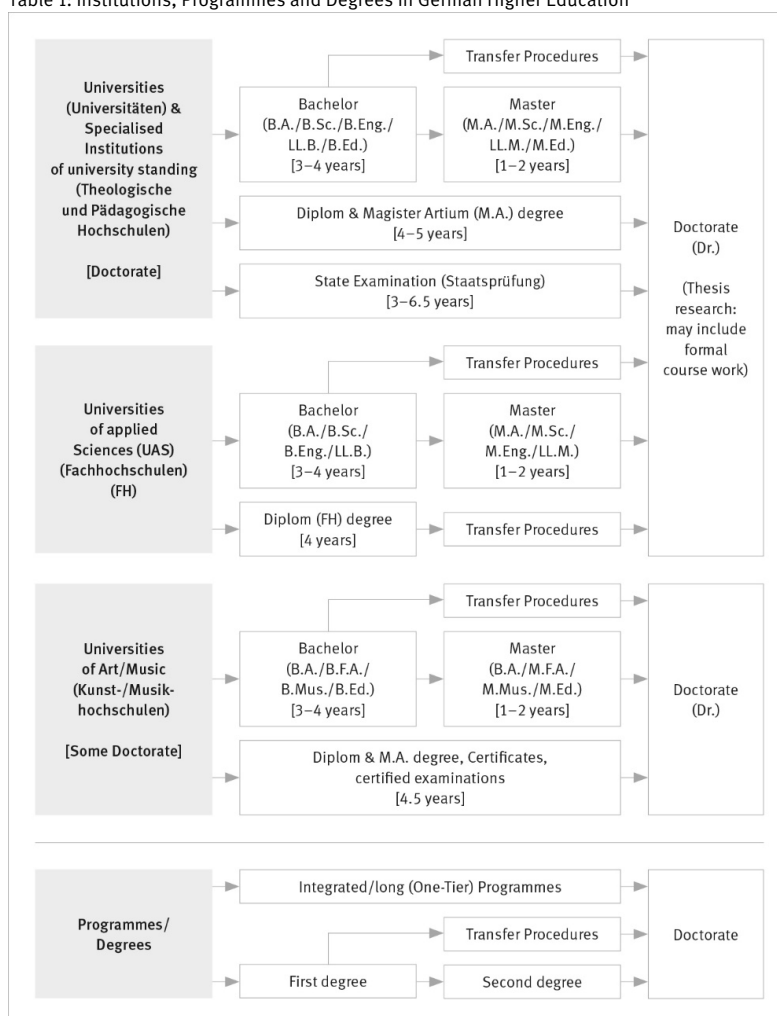 Table 1: Institutions, Programmes and Degrees in German Higher Education
Universities
(Universitäten) &
Specialised
Institutions
of university standing
(Theologische
und Pädagogische
Hochschulen)
[Doctorate]
Transfer Procedures
Bachelor
(B.A./B.Sc./B.Eng./
LL.B./B.Ed.)
[3–4 years]
Master
(M.A./M.Sc./M.Eng./
LL.M./M.Ed.)
[1–2 years]
Diplom & Magister Artium (M.A.) degree
[4–5 years]
State Examination (Staatsprüfung)
[3–6.5 years]
Doctorate
(Dr.)
(Thesis
research:
may include
formal
course work)
Universities
of applied
Sciences (UAS)
(Fachhochschulen)
(FH)
Transfer Procedures
Bachelor
(B.A./B.Sc./
B.Eng./LL.B.)
[3–4 years]
Master
(M.A./M.Sc./
M.Eng./LL.M.)
[1–2 years]
Diplom (FH) degree
[4 years]
Transfer Procedures
Universities
of Art/Music
(Kunst-/Musik-
hochschulen)
[Some Doctorate]
Transfer Procedures
Bachelor
(B.A./B.F.A./
B.Mus./B.Ed.)
[3–4 years]
Master
(B.A./M.F.A./
M.Mus./M.Ed.)
[1–2 years]
Diplom & M.A. degree, Certificates,
certified examinations
[4.5 years]
Doctorate
(Dr.)
Programmes/
Degrees
Integrated/long (One-Tier) Programmes
Transfer Procedures
First degree
Second degree
Doctorate